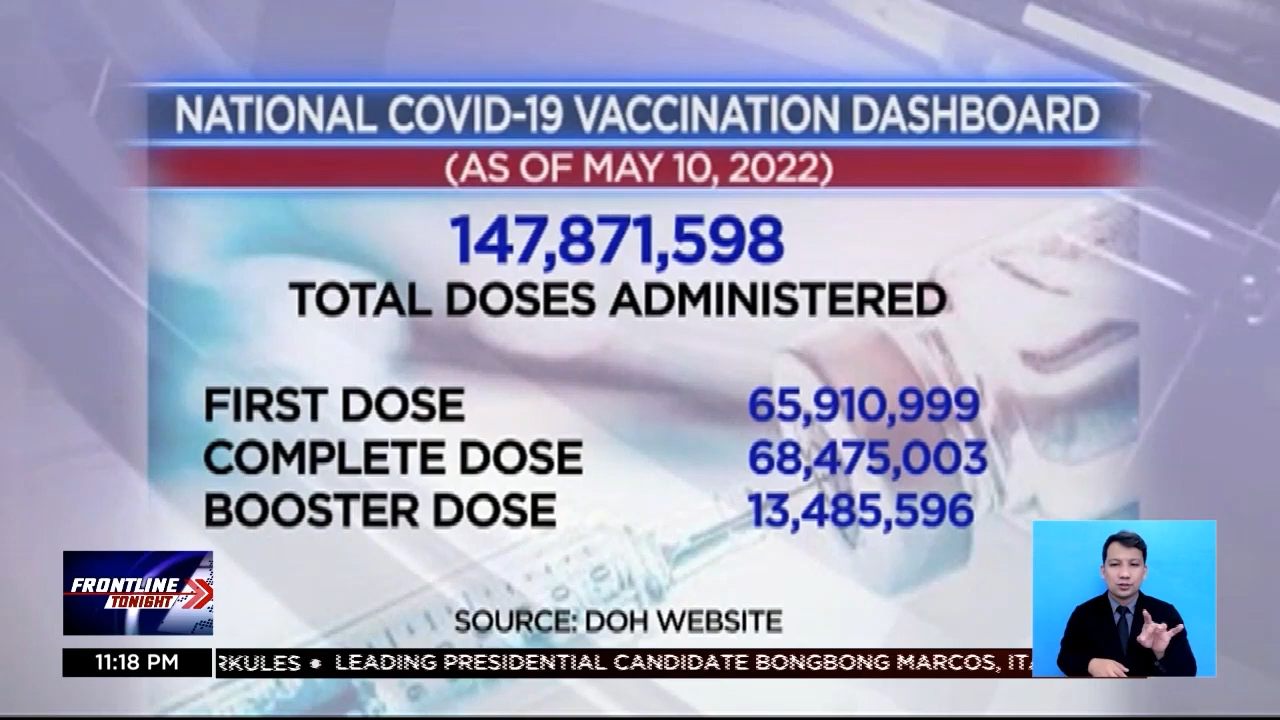 NATIONAL COVID-19 VACCINATION DASHBOARD
(AS OF MAY 10, 2022)
147,871,598
TOTAL DOSES ADMINISTERED
FIRST DOSE 65,910,999
COMPLETE DOSE 68,475,003
BOOSTER DOSE 13,485,596
SOURCE: DOH WEBSITE
FRONTLINE
TONIGHT
11:18 PM RKULES • LEADING PRESIDENTIAL CANDIDATE BONGBONG MARCOS, ITA